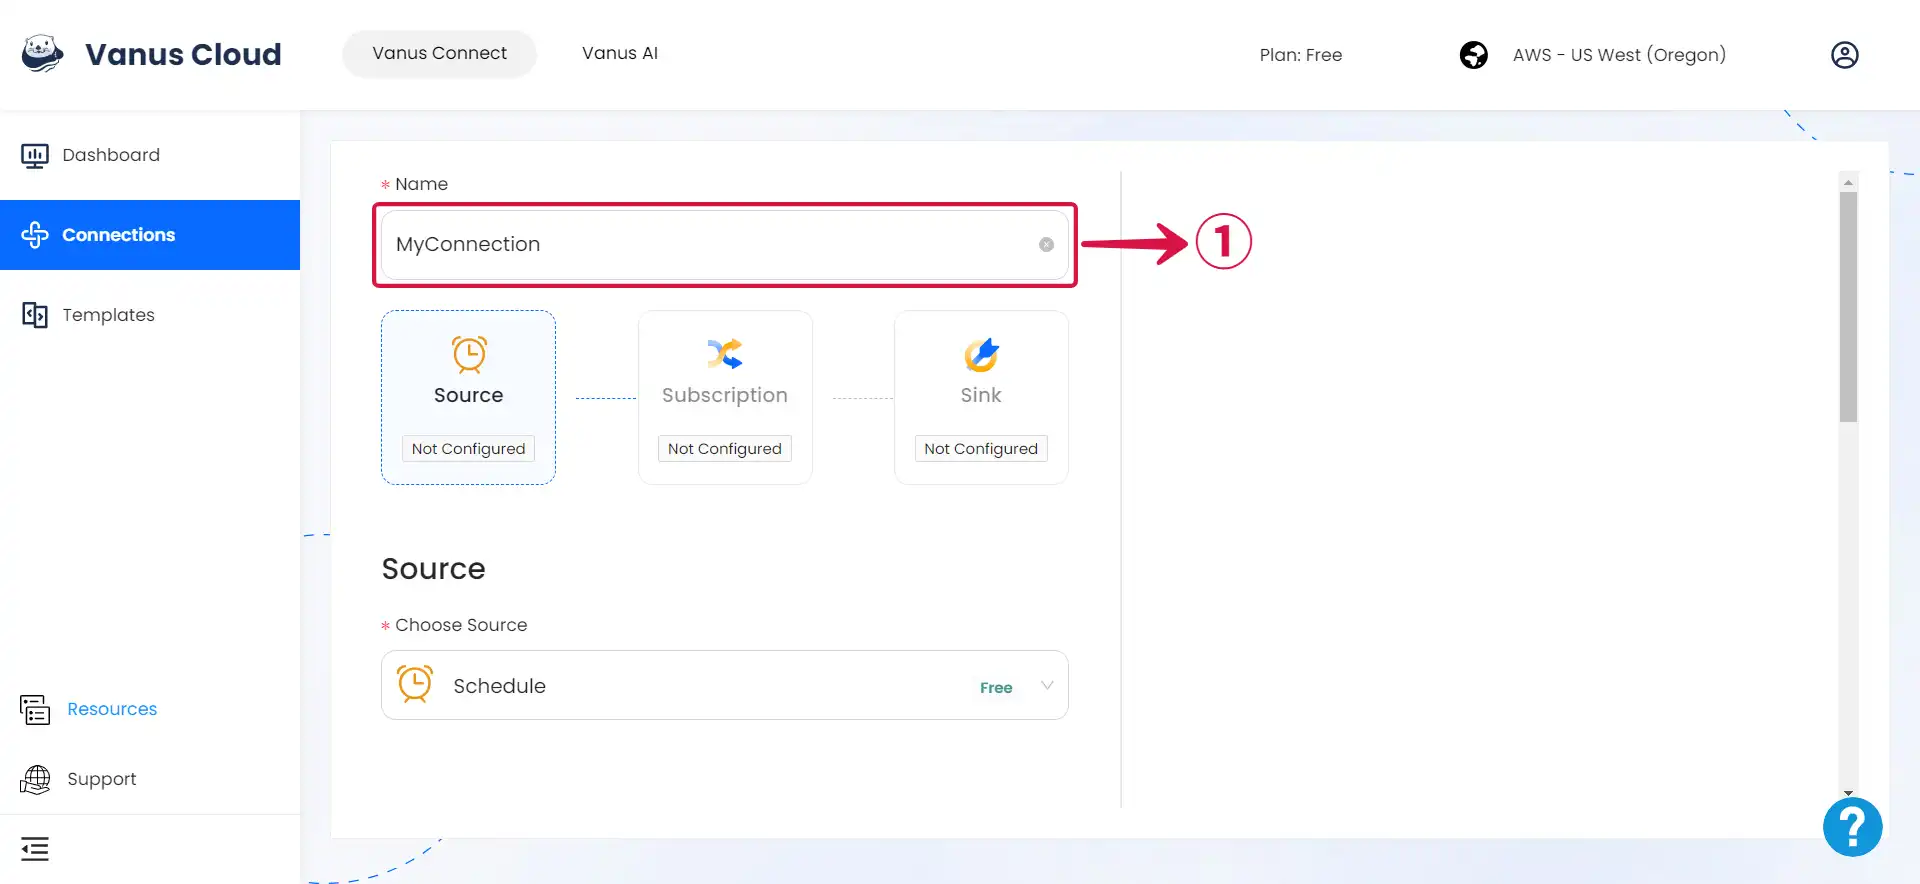 Vanus Cloud
Vanus Connect
Vanus AI
Plan: Free
AWS - US West (Oregon)
Dashboard
Connections
Templates
Resources
Support
* Name
MyConnection
1
Source
Not Configured
Subscription
Not Configured
Sink
Not Configured
Source
* Choose Source
Schedule
Free
?